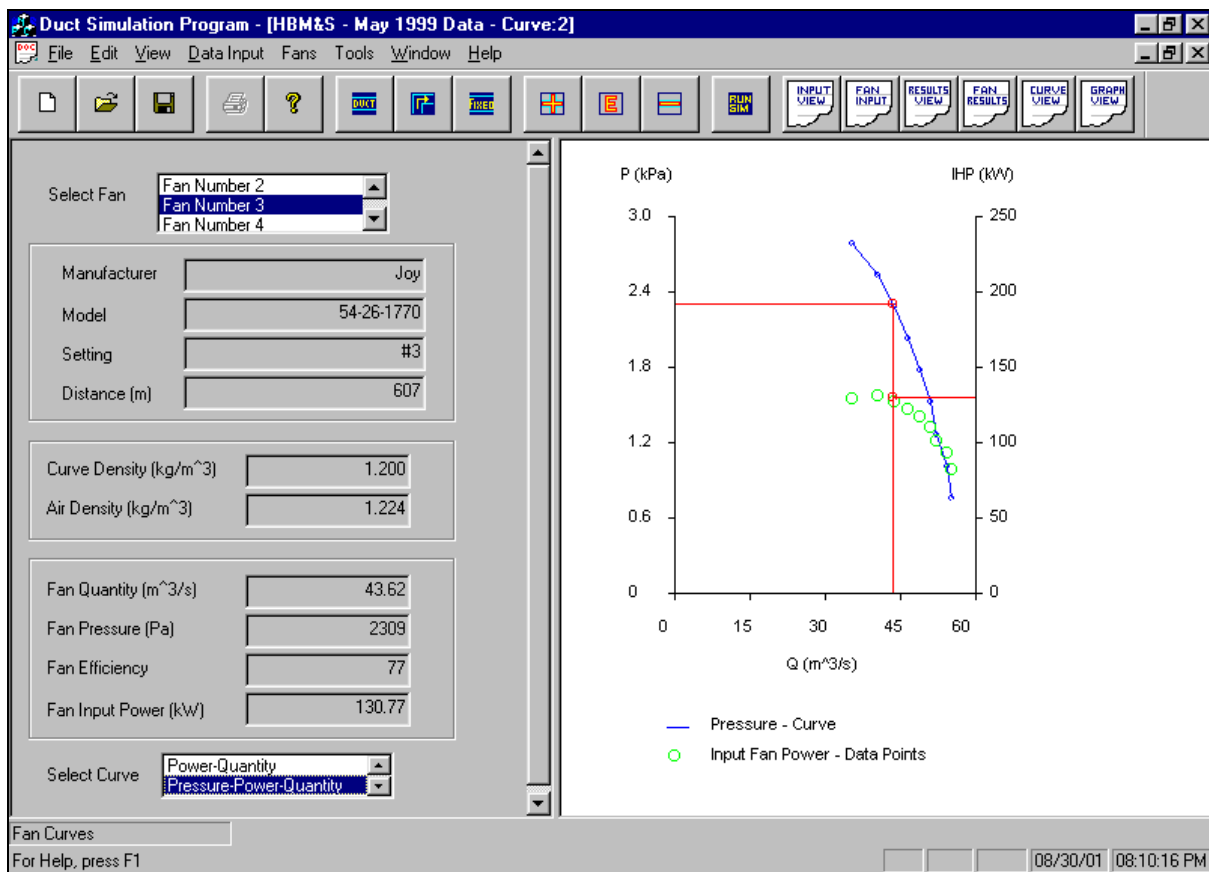 Duct Simulation Program - [HBM&S - May 1999 Data - Curve:2]
DOC File Edit View Data Input Fans Tools Window Help
? DUCT FIXED E RUN SIM INPUT VIEW FAN INPUT RESULTS VIEW FAN RESULTS CURVE VIEW GRAPH VIEW
Select Fan
Fan Number 2
Fan Number 3
Fan Number 4
Manufacturer Joy
Model 54-26-1770
Setting #3
Distance (m) 607
Curve Density (kg/m^3) 1.200
Air Density (kg/m^3) 1.224
Fan Quantity (m^3/s) 43.62
Fan Pressure (Pa) 2309
Fan Efficiency 77
Fan Input Power (kW) 130.77
Select Curve
Power-Quantity
Pressure-Power-Quantity
P (kPa) IHP (kW)
3.0 250
2.4 200
1.8 150
1.2 100
0.6 50
0 0
0 15 30 45 60
Q (m^3/s)
Pressure - Curve
Input Fan Power - Data Points
Fan Curves
For Help, press F1 08/30/01 08:10:16 PM